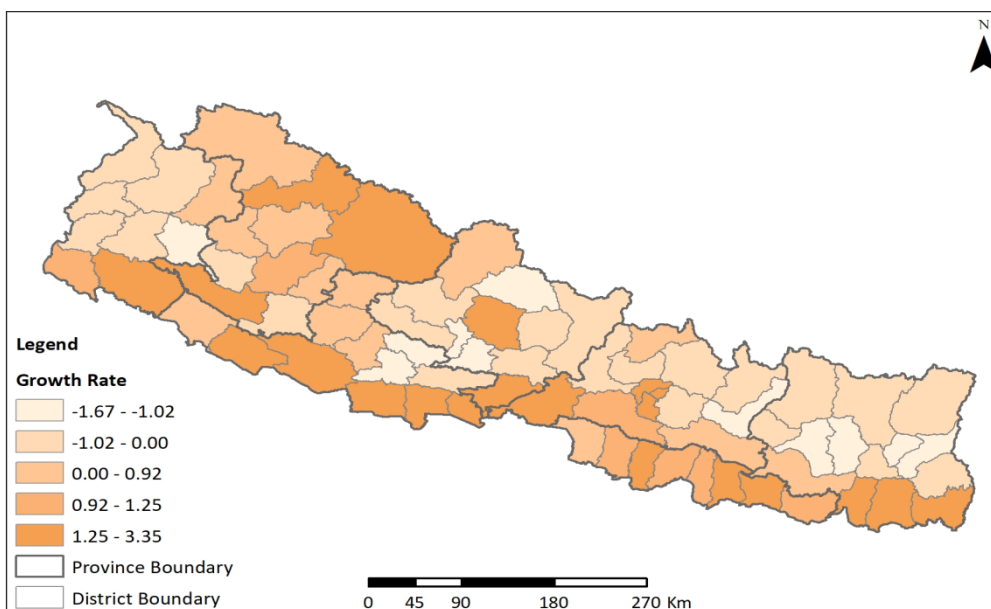 N
Legend
Growth Rate
-1.67 - -1.02
-1.02 - 0.00
0.00 - 0.92
0.92 - 1.25
1.25 - 3.35
Province Boundary
District Boundary
0 45 90 180 270 Km